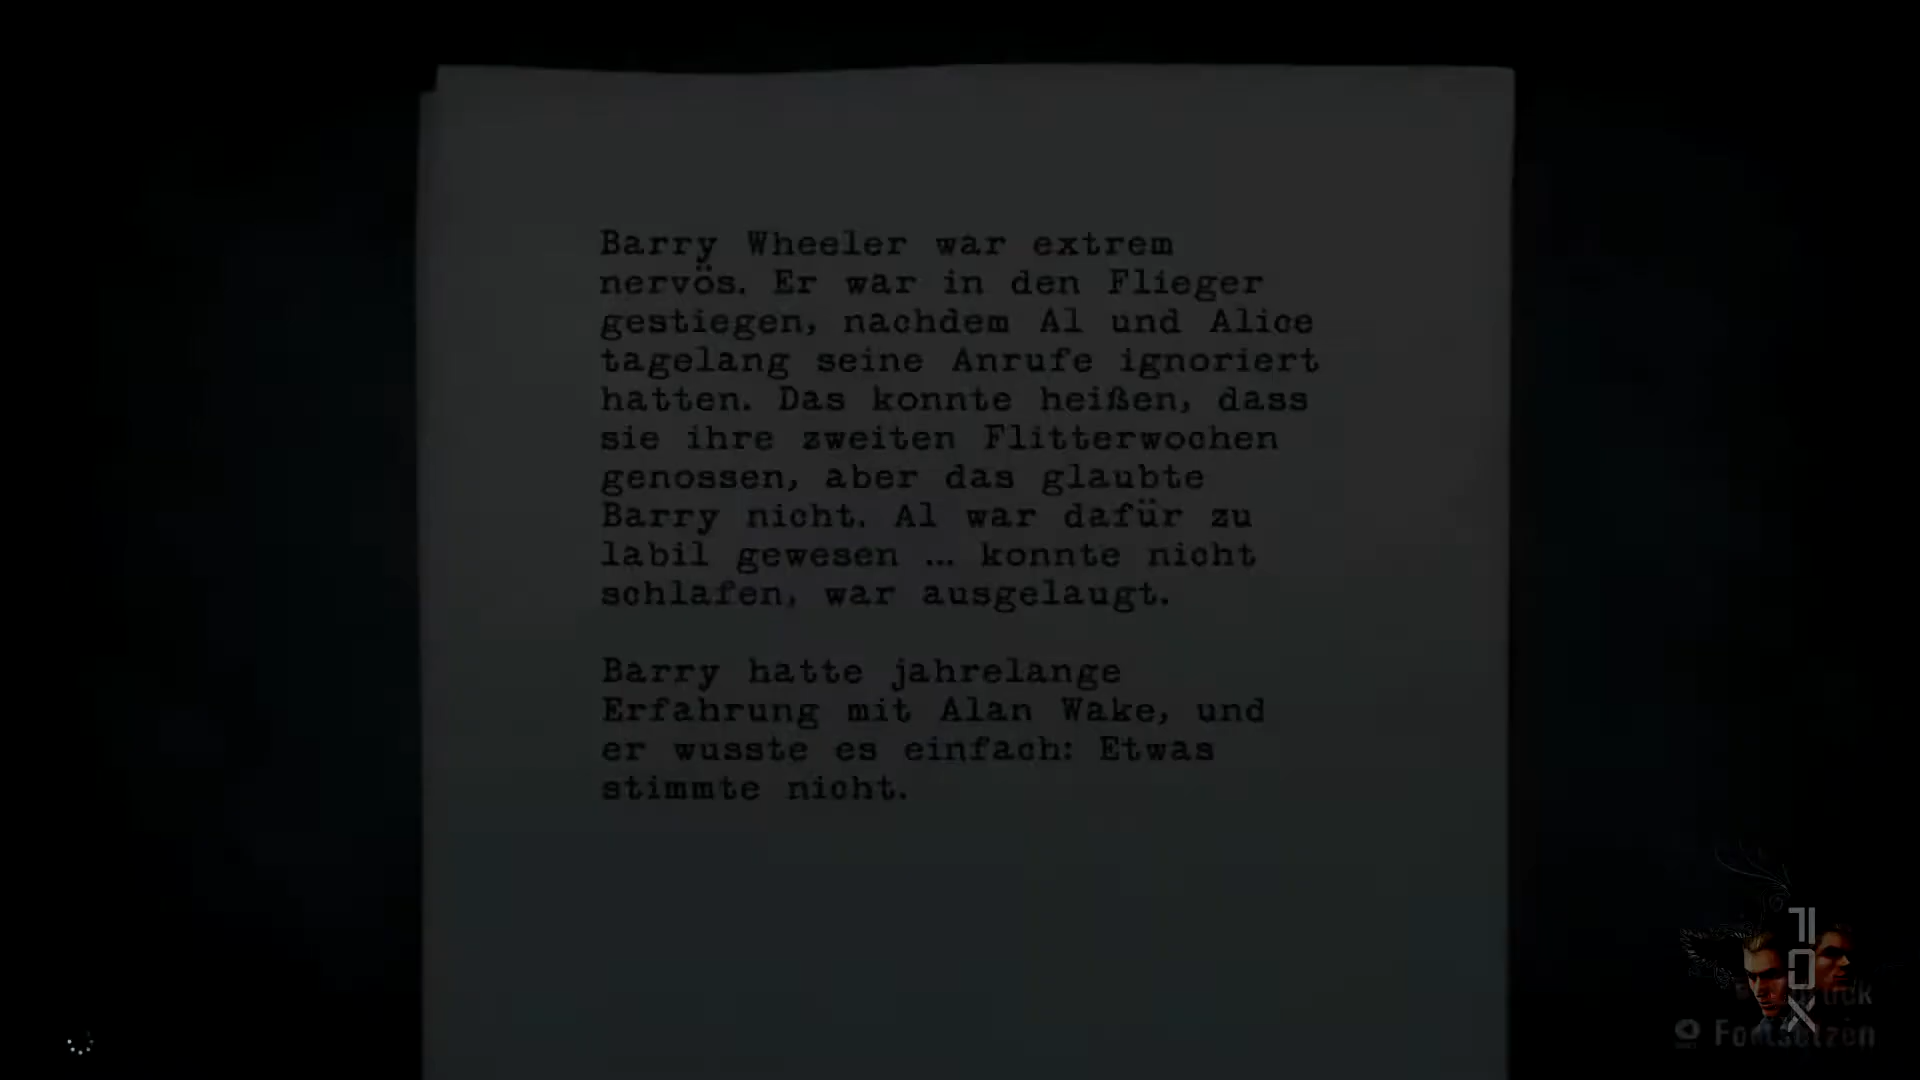 Barry Wheeler war extrem
nervös. Er war in den Flieger
gestiegen, nachdem Al und Alice
tagelang seine Anrufe ignoriert
hatten. Das konnte heißen, dass
sie ihre zweiten Flitterwochen
genossen, aber das glaubte
Barry nicht. Al war dafür zu
labil gewesen … konnte nicht
schlafen, war ausgelaugt.
Barry hatte jahrelange
Erfahrung mit Alan Wake, und
er wusste es einfach: Etwas
stimmte nicht.
Fortsetzen